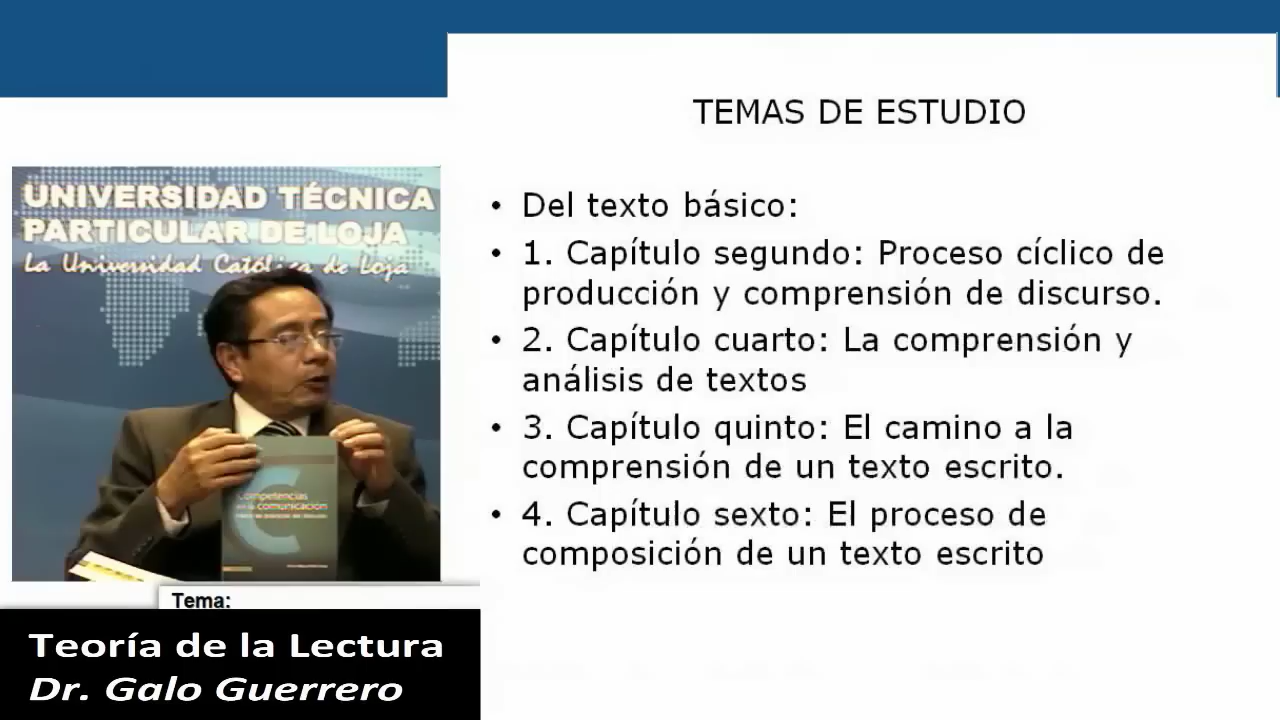 TEMAS DE ESTUDIO
• Del texto básico:
• 1. Capítulo segundo: Proceso cíclico de
producción y comprensión de discurso.
• 2. Capítulo cuarto: La comprensión y
análisis de textos
• 3. Capítulo quinto: El camino a la
comprensión de un texto escrito.
• 4. Capítulo sexto: El proceso de
composición de un texto escrito
UNIVERSIDAD TÉCNICA
PARTICULAR DE LOJA
La Universidad Católica de Loja
Competencias
en la comunicación
Tema:
Teoría de la Lectura
Dr. Galo Guerrero